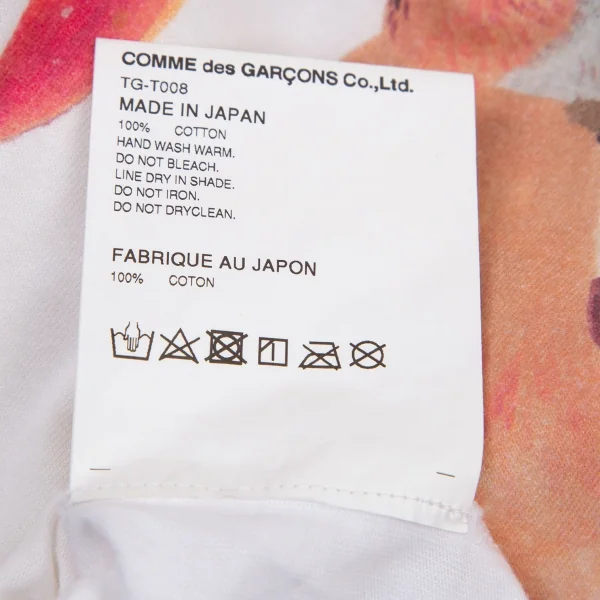 COMME des GARÇONS Co.,Ltd.
TG-T008
MADE IN JAPAN
100% COTTON
HAND WASH WARM.
DO NOT BLEACH.
LINE DRY IN SHADE.
DO NOT IRON.
DO NOT DRYCLEAN.
FABRIQUE AU JAPON
100% COTON